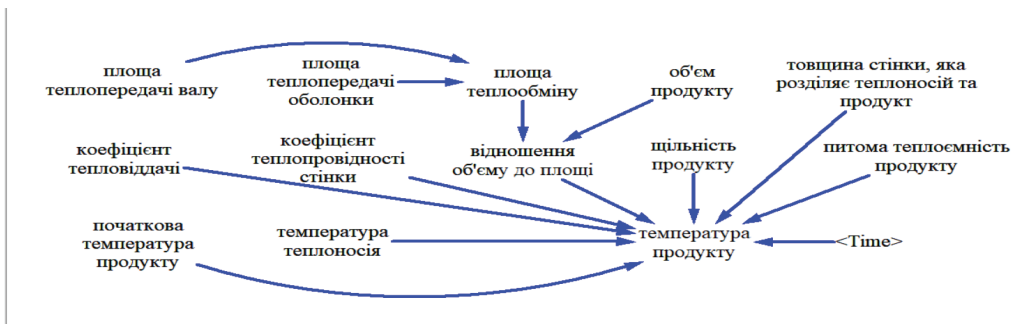 площа
теплопередачі валу
площа
теплопередачі
оболонки
площа
теплообміну
об'єм
продукту
товщина стінки, яка
розділяє теплоносій та
продукт
коефіцієнт
тепловіддачі
коефіцієнт
теплопровідності
стінки
відношення
об'єму до площі
щільність
продукту
питома теплоємність
продукту
початкова
температура
продукту
температура
теплоносія
температура
продукту
<Time>